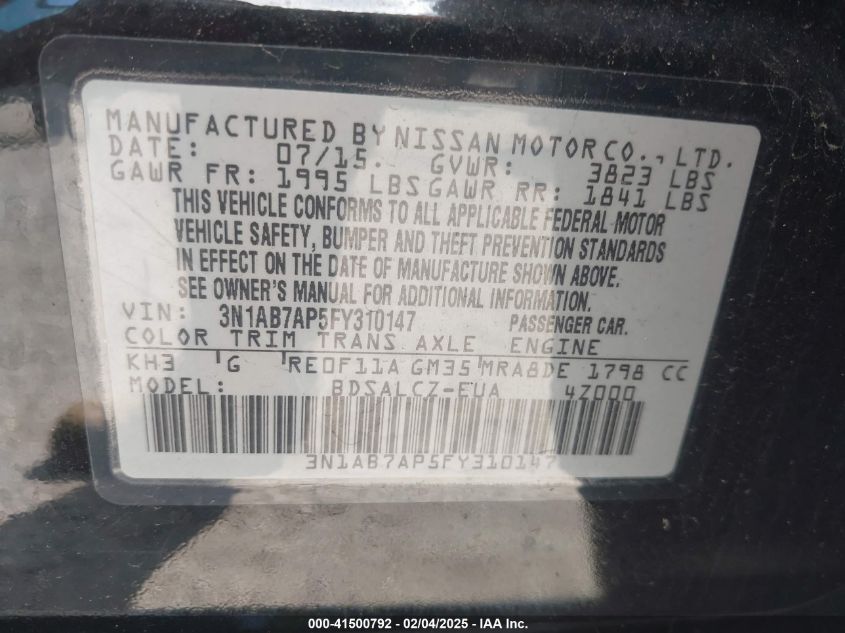 MANUFACTURED BY NISSAN MOTOR CO., LTD.
DATE: 07/15. GVWR: 3823 LBS
GAWR FR: 1995 LBS GAWR RR: 1841 LBS
THIS VEHICLE CONFORMS TO ALL APPLICABLE FEDERAL MOTOR
VEHICLE SAFETY, BUMPER AND THEFT PREVENTION STANDARDS
IN EFFECT ON THE DATE OF MANUFACTURE SHOWN ABOVE.
SEE OWNER'S MANUAL FOR ADDITIONAL INFORMATION.
VIN: 3N1AB7AP5FY310147 PASSENGER CAR.
COLOR TRIM TRANS AXLE ENGINE
KH3 G RE0F11A GM35 MRA8DE 1798 CC
MODEL: BDSALCZ-EUA 4Z000
3N1AB7AP5FY310147
000-41500792 - 02/04/2025 - IAA Inc.